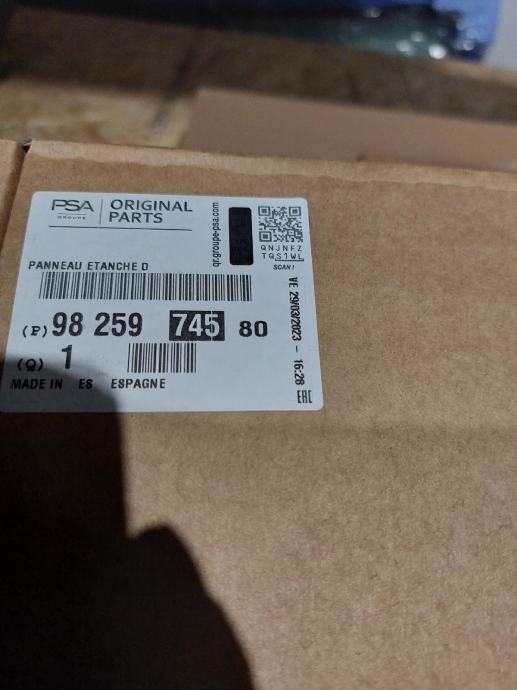 PSA
GROUPE
ORIGINAL
PARTS
qr.groupe-psa.com
QNJNFZ
TQS1WL
SCAN!
PANNEAU ETANCHE D
(P) 98 259 745 80
(Q) 1
MADE IN ES ESPAGNE
VE 29/03/2023 - 16:28
EAC